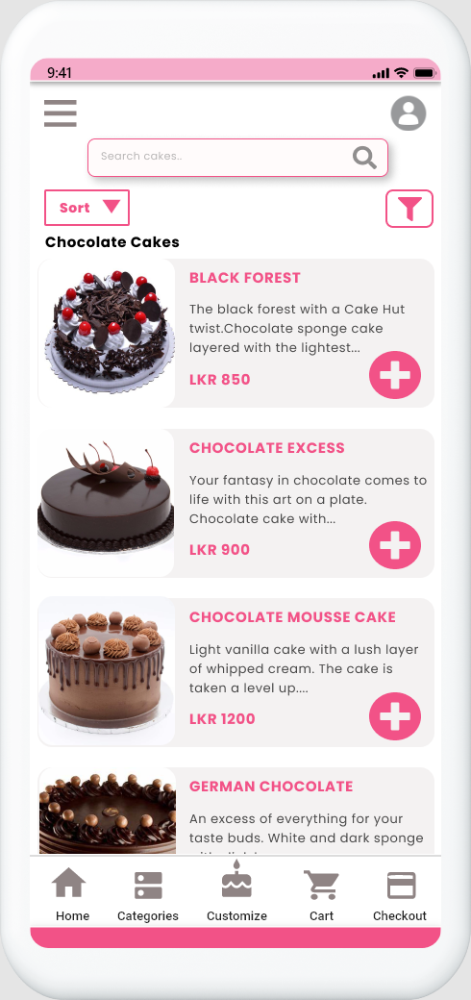 9:41
Search cakes..
Sort
Chocolate Cakes
BLACK FOREST
The black forest with a Cake Hut
twist.Chocolate sponge cake
layered with the lightest...
LKR 850
CHOCOLATE EXCESS
Your fantasy in chocolate comes to
life with this art on a plate.
Chocolate cake with...
LKR 900
CHOCOLATE MOUSSE CAKE
Light vanilla cake with a lush layer
of whipped cream. The cake is
taken a level up....
LKR 1200
GERMAN CHOCOLATE
An excess of everything for your
taste buds. White and dark sponge
Home Categories Customize Cart Checkout